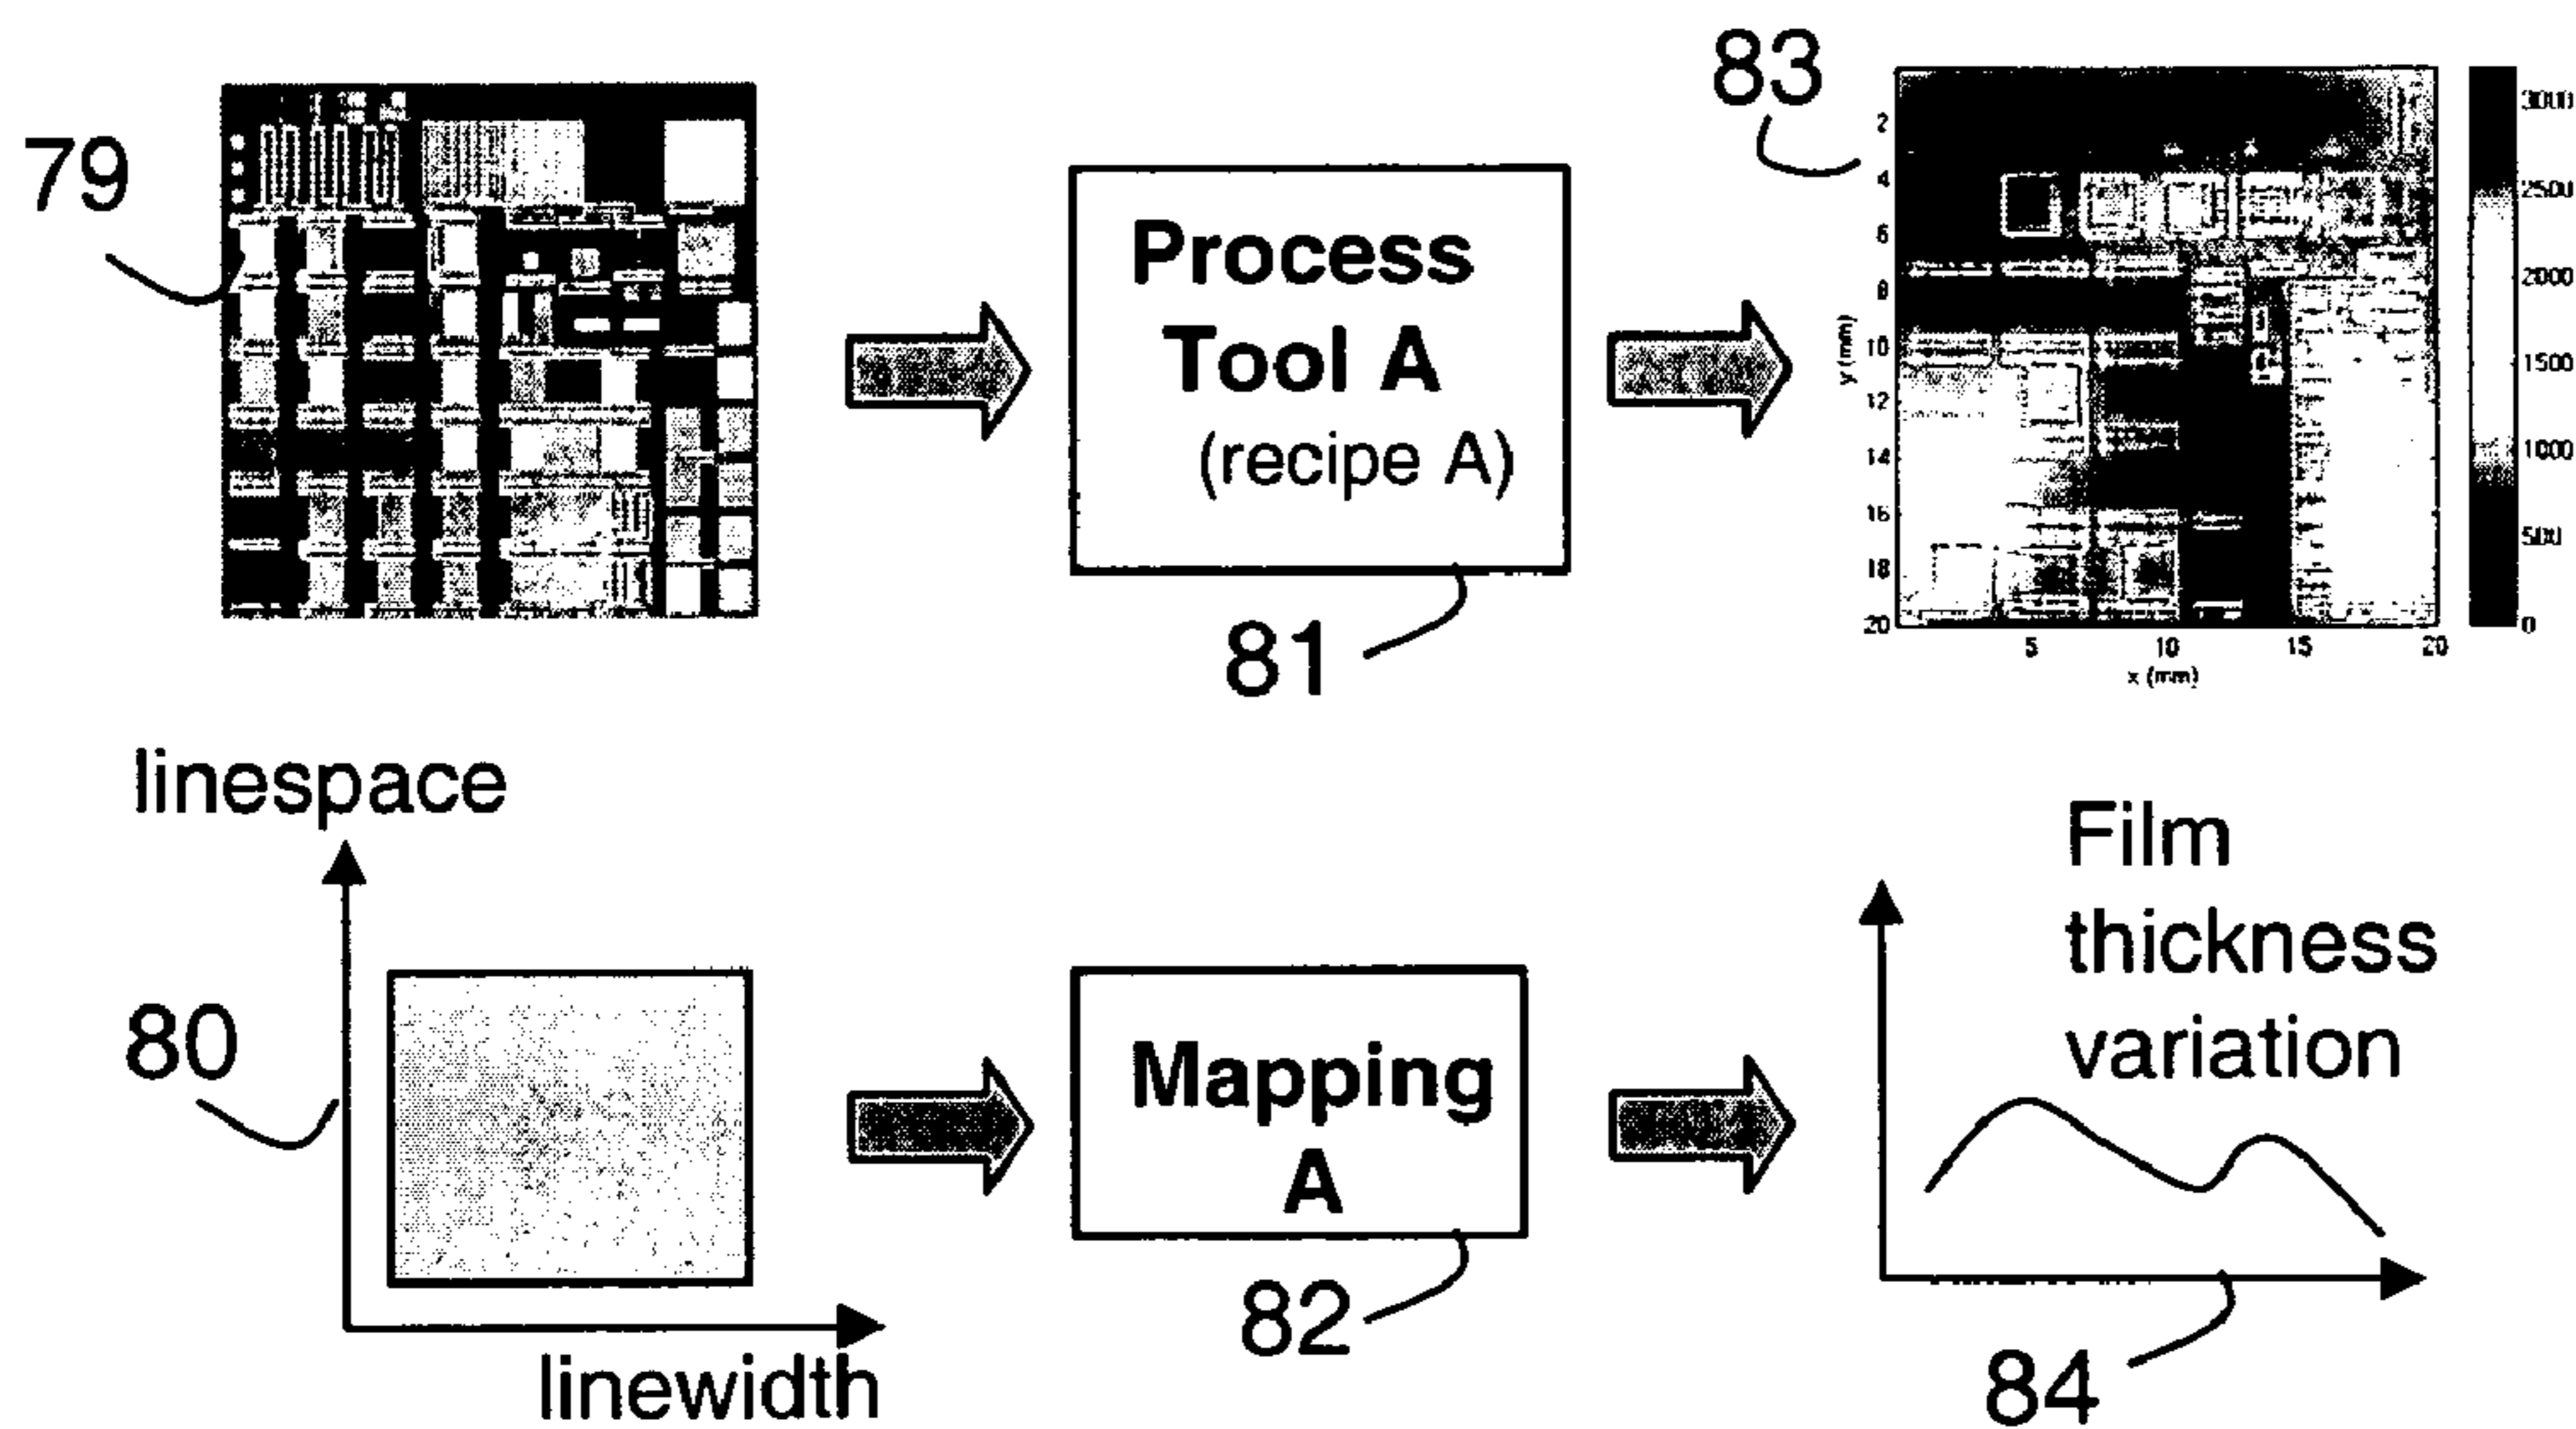 79
Process
Tool A
(recipe A)
81
83
2
4
6
8
10
12
14
16
18
20
y (mm)
5
10
15
20
x (mm)
3000
2500
2000
1500
1000
500
0
linespace
80
linewidth
Mapping
A
82
Film
thickness
variation
84